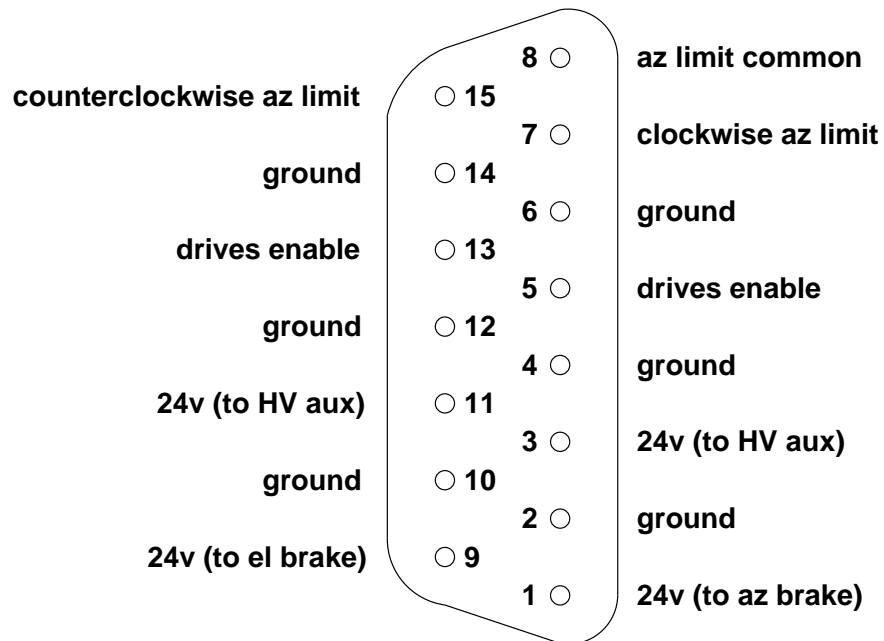 8 az limit common
counterclockwise az limit 15
7 clockwise az limit
ground 14
6 ground
drives enable 13
5 drives enable
ground 12
4 ground
24v (to HV aux) 11
3 24v (to HV aux)
ground 10
2 ground
24v (to el brake) 9
1 24v (to az brake)